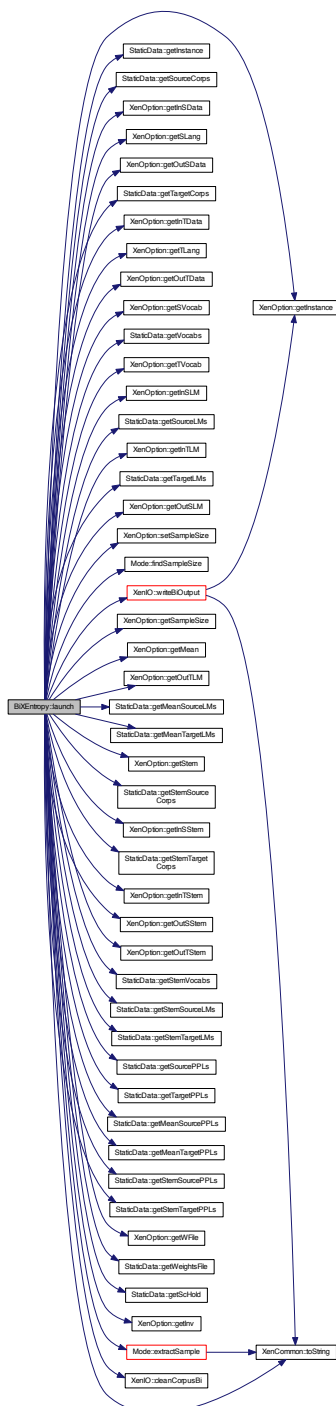 StaticData::getInstance
StaticData::getSourceCorps
XenOption::getInSData
XenOption::getSLang
XenOption::getOutSData
StaticData::getTargetCorps
XenOption::getInTData
XenOption::getTLang
XenOption::getOutTData
XenOption::getSVocab
XenOption::getInstance
StaticData::getVocabs
XenOption::getTVocab
XenOption::getInSLM
StaticData::getSourceLMs
XenOption::getInTLM
StaticData::getTargetLMs
XenOption::getOutSLM
XenOption::setSampleSize
Mode::findSampleSize
XenIO::writeBiOutput
XenOption::getSampleSize
XenOption::getMean
XenOption::getOutTLM
BiXEntropy::launch
StaticData::getMeanSourceLMs
StaticData::getMeanTargetLMs
XenOption::getStem
StaticData::getStemSource
Corps
XenOption::getInSStem
StaticData::getStemTarget
Corps
XenOption::getInTStem
XenOption::getOutSStem
XenOption::getOutTStem
StaticData::getStemVocabs
StaticData::getStemSourceLMs
StaticData::getStemTargetLMs
StaticData::getSourcePPLs
StaticData::getTargetPPLs
StaticData::getMeanSourcePPLs
StaticData::getMeanTargetPPLs
StaticData::getStemSourcePPLs
StaticData::getStemTargetPPLs
XenOption::getWFile
StaticData::getWeightsFile
StaticData::getScHold
XenOption::getInv
Mode::extractSample
XenCommon::toString
XenIO::cleanCorpusBi